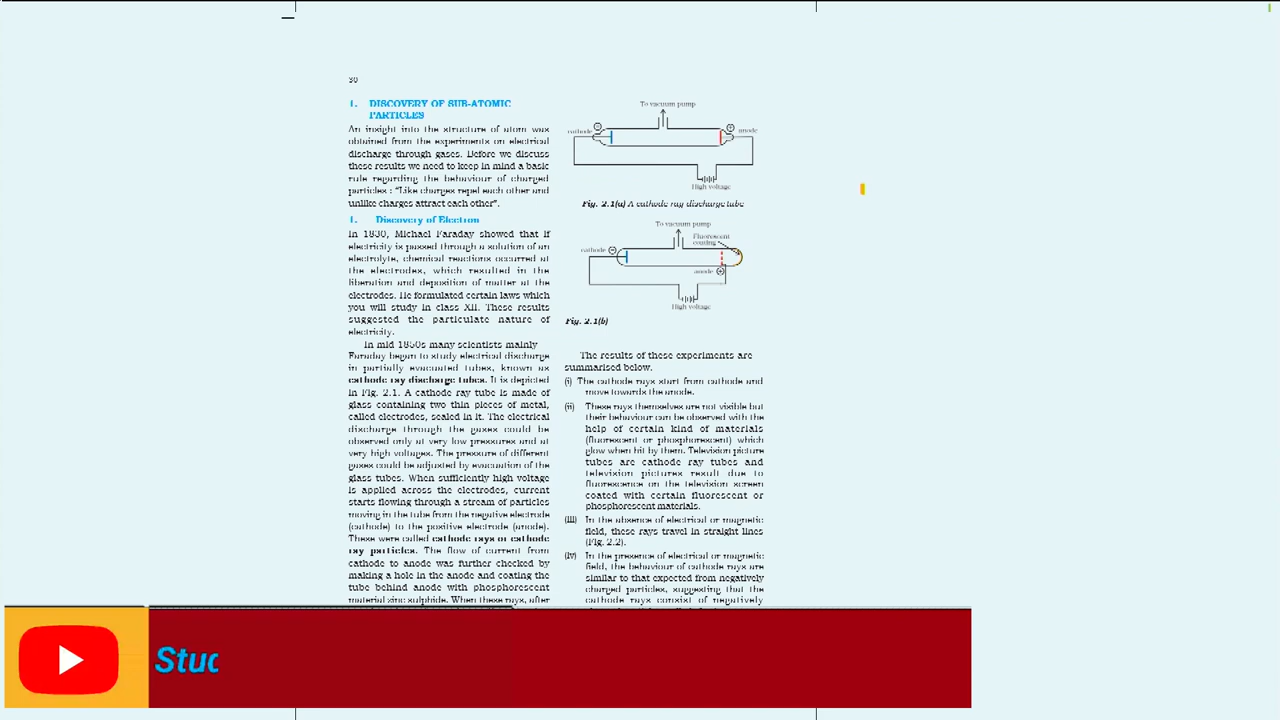 30
1. DISCOVERY OF SUB-ATOMIC
PARTICLES
An insight into the structure of atom was
obtained from the experiments on electrical
discharge through gases. Before we discuss
these results we need to keep in mind a basic
rule regarding the behaviour of charged
particles : “Like charges repel each other and
unlike charges attract each other”.
1. Discovery of Electron
In 1830, Michael Faraday showed that if
electricity is passed through a solution of an
electrolyte, chemical reactions occurred at
the electrodes, which resulted in the
liberation and deposition of matter at the
electrodes. He formulated certain laws which
you will study in class XII. These results
suggested the particulate nature of
electricity.
In mid 1850s many scientists mainly
Faraday began to study electrical discharge
in partially evacuated tubes, known as
cathode ray discharge tubes. It is depicted
in Fig. 2.1. A cathode ray tube is made of
glass containing two thin pieces of metal,
called electrodes, sealed in it. The electrical
discharge through the gases could be
observed only at very low pressures and at
very high voltages. The pressure of different
gases could be adjusted by evacuation of the
glass tubes. When sufficiently high voltage
is applied across the electrodes, current
starts flowing through a stream of particles
moving in the tube from the negative electrode
(cathode) to the positive electrode (anode).
These were called cathode rays or cathode
ray particles. The flow of current from
cathode to anode was further checked by
making a hole in the anode and coating the
tube behind anode with phosphorescent
material zinc sulphide. When these rays, after
To vacuum pump
cathode
anode
High voltage
Fig. 2.1(a) A cathode ray discharge tube
To vacuum pump
Fluorescent
coating
cathode
anode
High voltage
Fig. 2.1(b)
The results of these experiments are
summarised below.
(i) The cathode rays start from cathode and
move towards the anode.
(ii) These rays themselves are not visible but
their behaviour can be observed with the
help of certain kind of materials
(fluorescent or phosphorescent) which
glow when hit by them. Television picture
tubes are cathode ray tubes and
television pictures result due to
fluorescence on the television screen
coated with certain fluorescent or
phosphorescent materials.
(iii) In the absence of electrical or magnetic
field, these rays travel in straight lines
(Fig. 2.2).
(iv) In the presence of electrical or magnetic
field, the behaviour of cathode rays are
similar to that expected from negatively
charged particles, suggesting that the
cathode rays consist of negatively